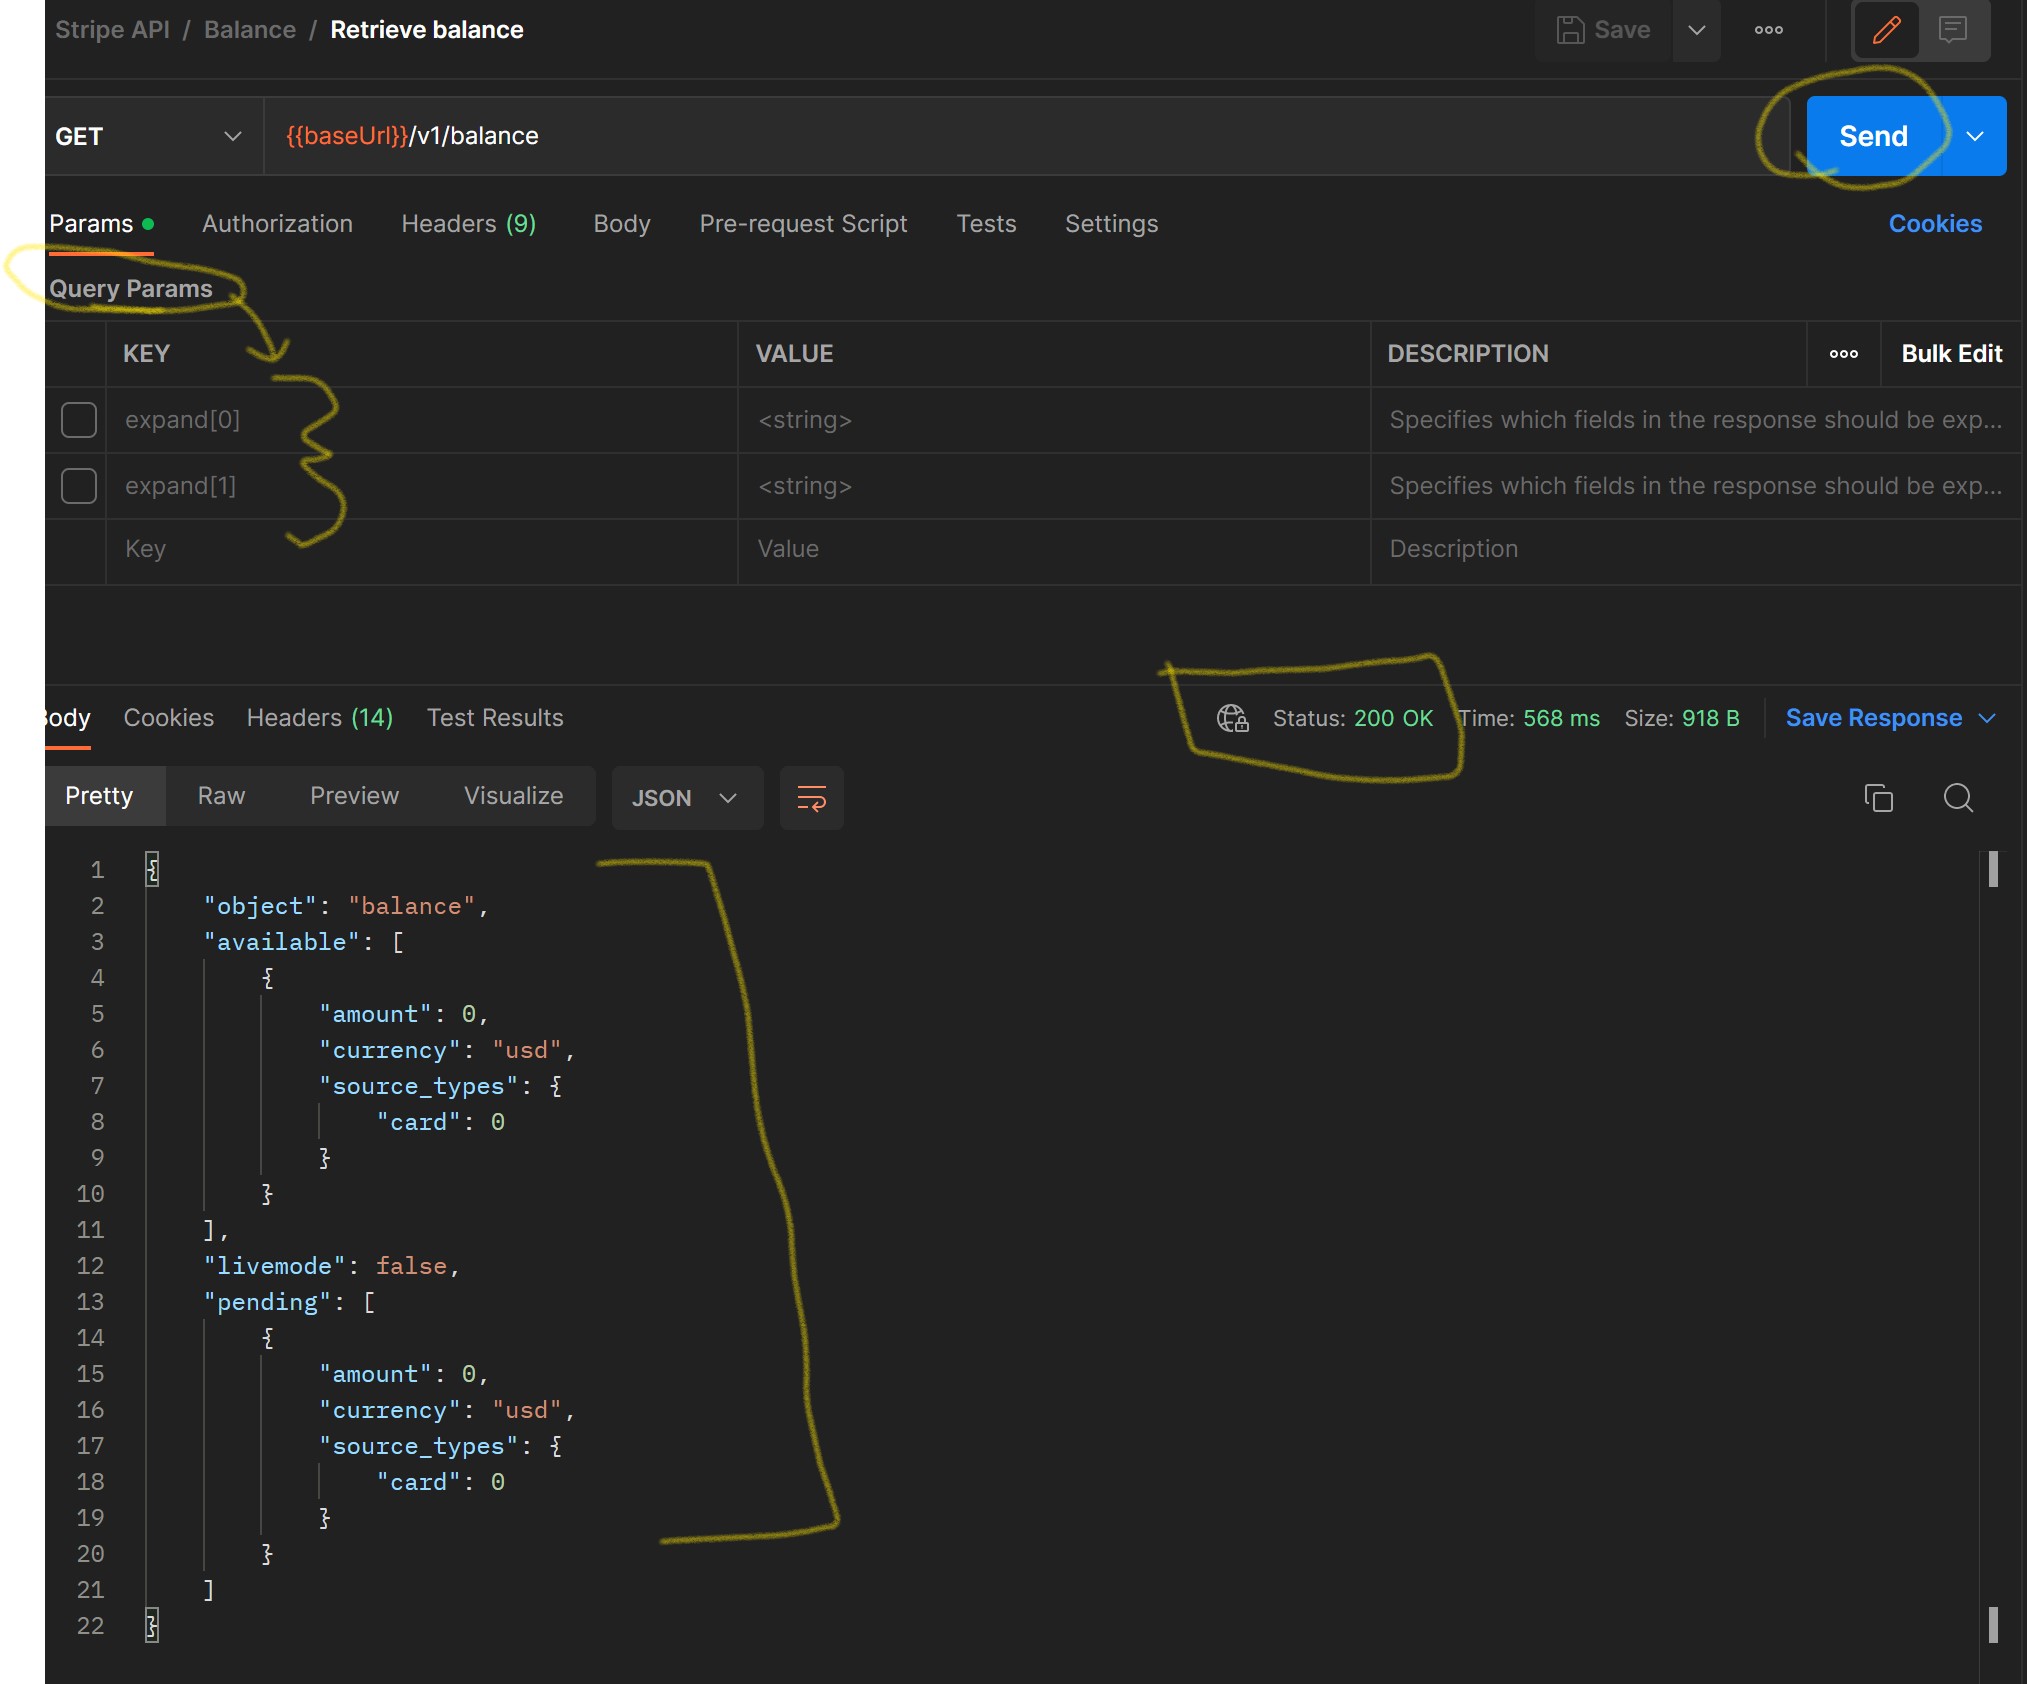 Stripe API / Balance / Retrieve balance Save
GET {{baseUrl}}/v1/balance Send
Params Authorization Headers (9) Body Pre-request Script Tests Settings Cookies
Query Params
KEY VALUE DESCRIPTION Bulk Edit
expand[0] <string> Specifies which fields in the response should be exp...
expand[1] <string> Specifies which fields in the response should be exp...
Key Value Description
Body Cookies Headers (14) Test Results Status: 200 OK Time: 568 ms Size: 918 B Save Response
Pretty Raw Preview Visualize JSON
1 {
2 "object": "balance",
3 "available": [
4 {
5 "amount": 0,
6 "currency": "usd",
7 "source_types": {
8 "card": 0
9 }
10 }
11 ],
12 "livemode": false,
13 "pending": [
14 {
15 "amount": 0,
16 "currency": "usd",
17 "source_types": {
18 "card": 0
19 }
20 }
21 ]
22 }